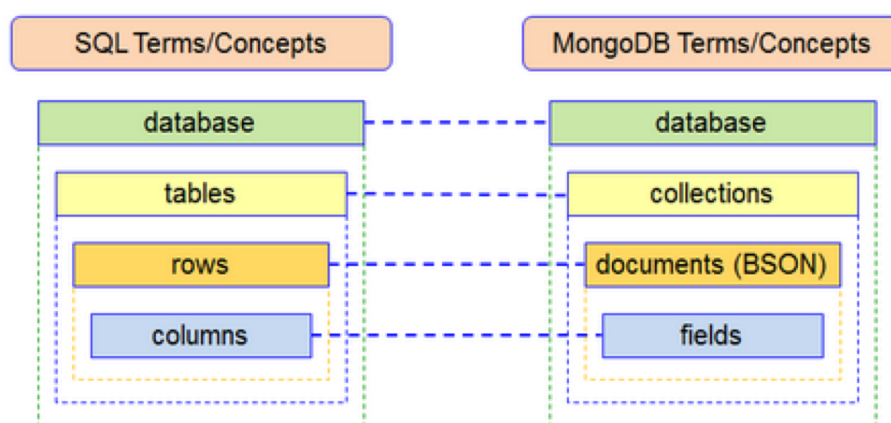 SQL Terms/Concepts
MongoDB Terms/Concepts
database
database
tables
collections
rows
documents (BSON)
columns
fields